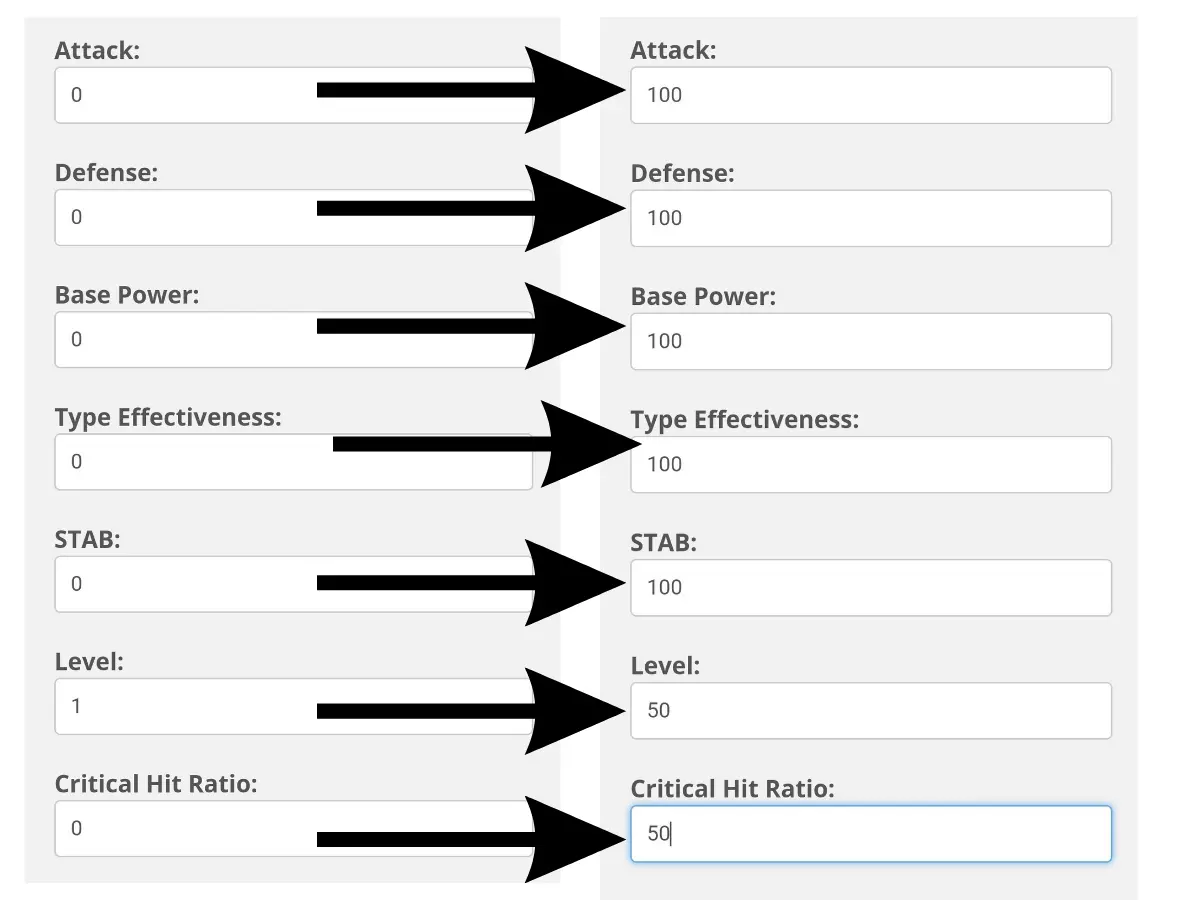 Attack:
0
Defense:
0
Base Power:
0
Type Effectiveness:
0
STAB:
0
Level:
1
Critical Hit Ratio:
0
Attack:
100
Defense:
100
Base Power:
100
Type Effectiveness:
100
STAB:
100
Level:
50
Critical Hit Ratio:
50